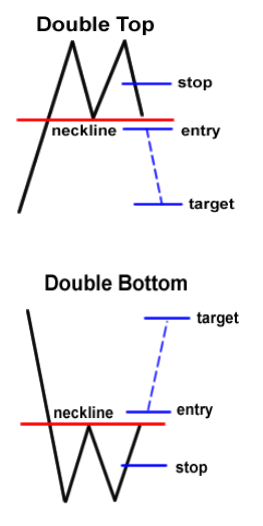 Double Top
stop
neckline
entry
target
Double Bottom
target
neckline
entry
stop